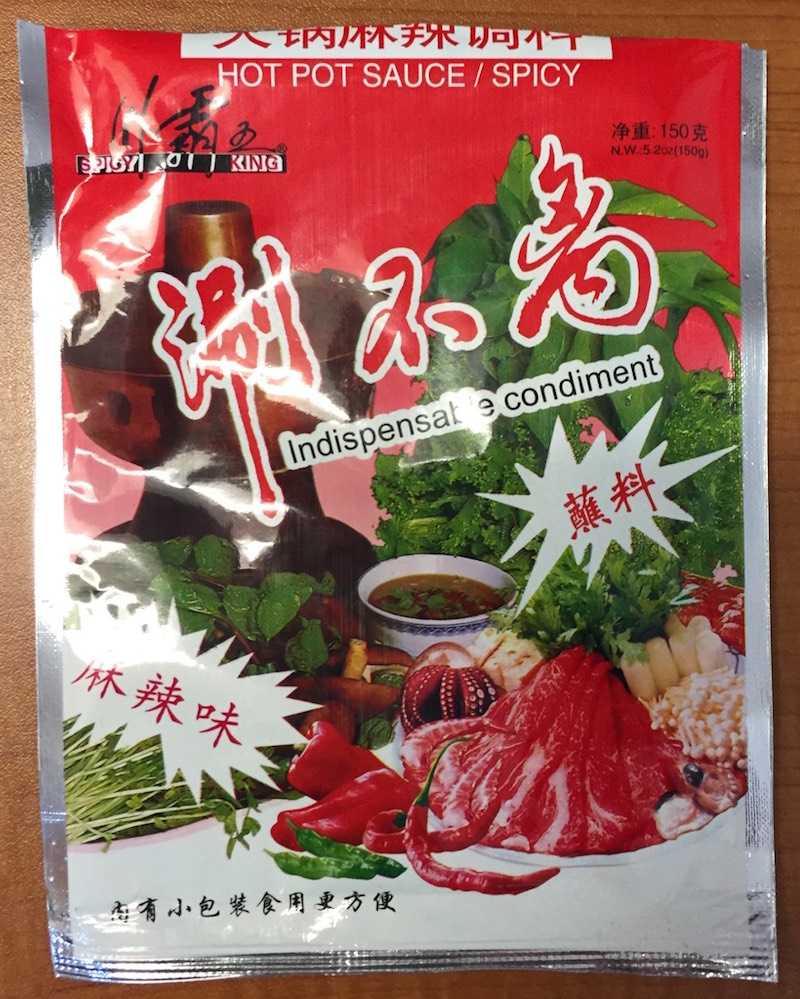 火锅麻辣调料
HOT POT SAUCE / SPICY
川霸王®
SPICY KING
净重:150克
N.W.:5.2oz(150g)
涮不离
Indispensable condiment
蘸料
麻辣味
内有小包装食用更方便